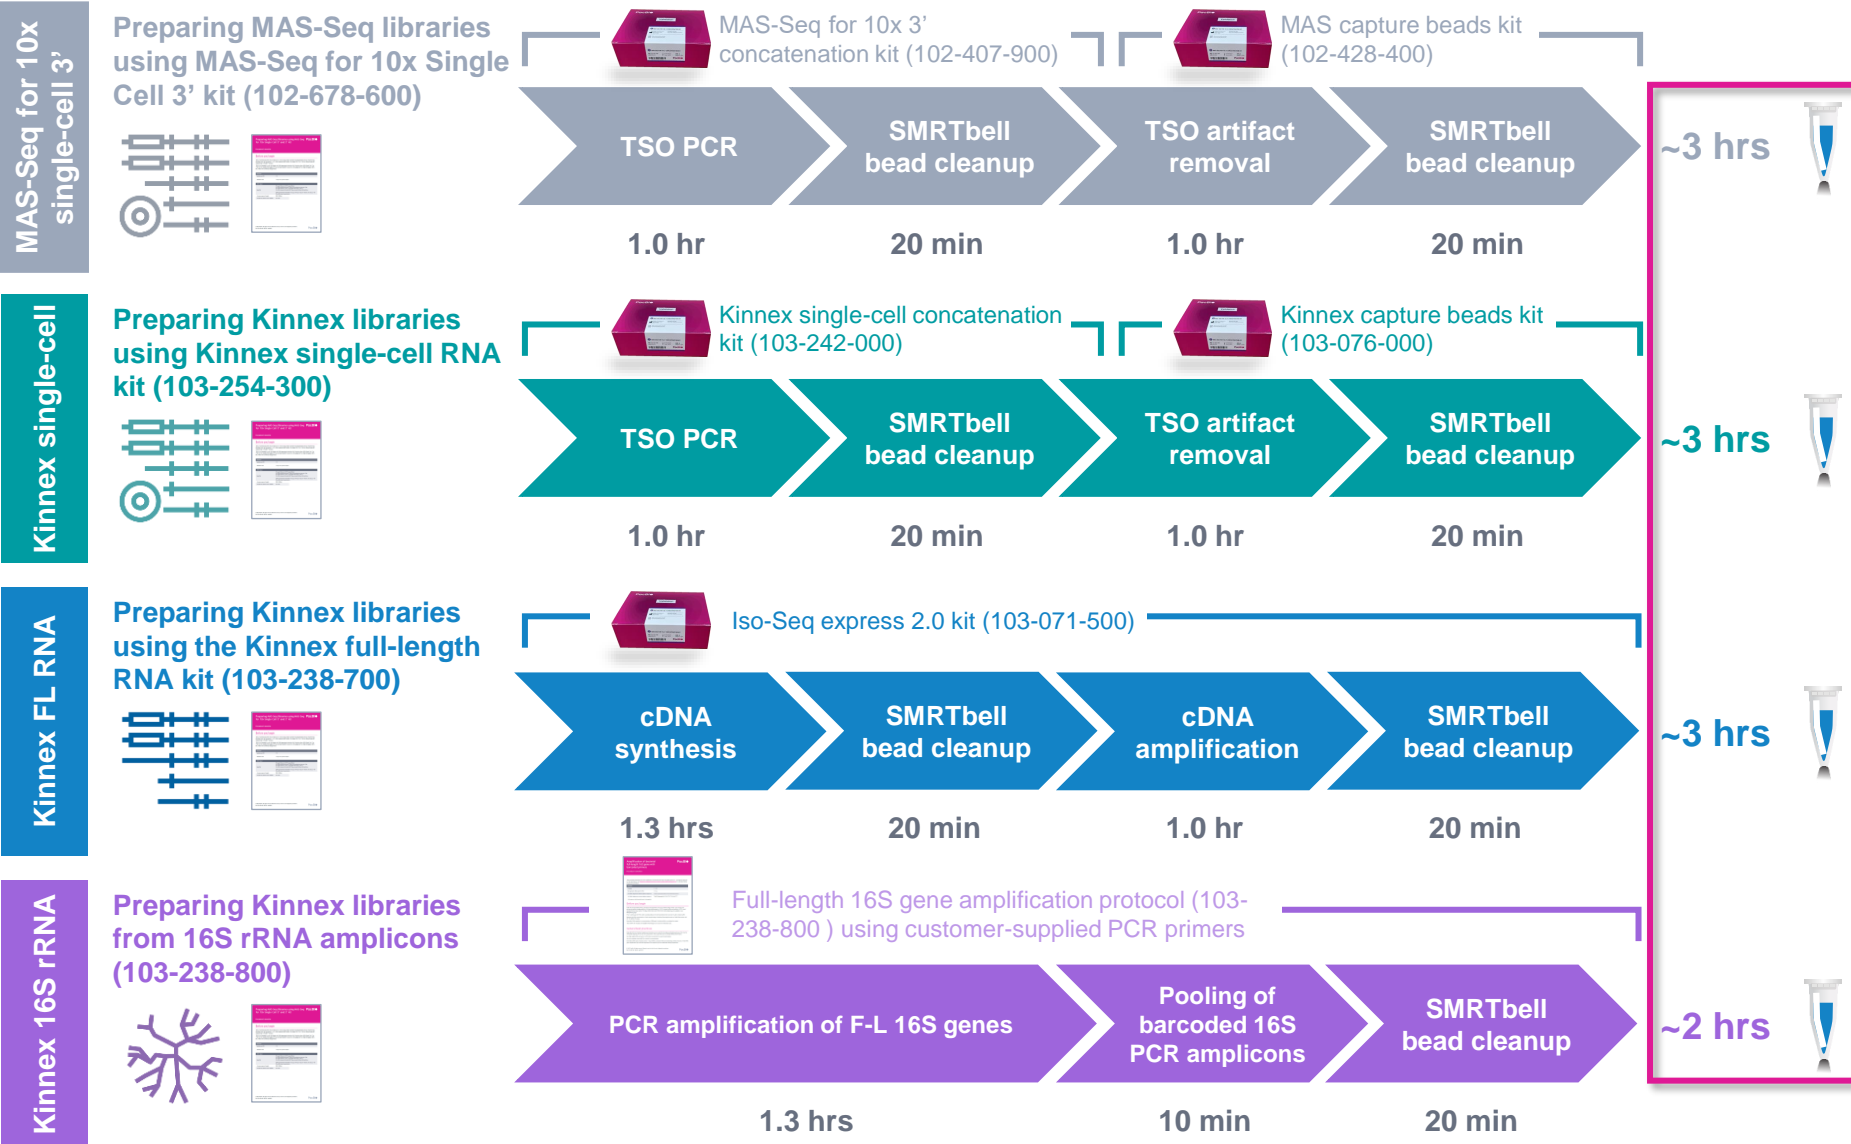 MAS-Seq for 10x
single-cell 3’
Preparing MAS-Seq libraries
using MAS-Seq for 10x Single
Cell 3’ kit (102-678-600)
MAS-Seq for 10x 3’
concatenation kit (102-407-900)
MAS capture beads kit
(102-428-400)
TSO PCR
SMRTbell
bead cleanup
TSO artifact
removal
SMRTbell
bead cleanup
~3 hrs
1.0 hr
20 min
1.0 hr
20 min
Kinnex single-cell
Preparing Kinnex libraries
using Kinnex single-cell RNA
kit (103-254-300)
Kinnex single-cell concatenation
kit (103-242-000)
Kinnex capture beads kit
(103-076-000)
TSO PCR
SMRTbell
bead cleanup
TSO artifact
removal
SMRTbell
bead cleanup
~3 hrs
1.0 hr
20 min
1.0 hr
20 min
Kinnex FL RNA
Preparing Kinnex libraries
using the Kinnex full-length
RNA kit (103-238-700)
Iso-Seq express 2.0 kit (103-071-500)
cDNA
synthesis
SMRTbell
bead cleanup
cDNA
amplification
SMRTbell
bead cleanup
~3 hrs
1.3 hrs
20 min
1.0 hr
20 min
Kinnex 16S rRNA
Preparing Kinnex libraries
from 16S rRNA amplicons
(103-238-800)
Full-length 16S gene amplification protocol (103-
238-800 ) using customer-supplied PCR primers
PCR amplification of F-L 16S genes
Pooling of
barcoded 16S
PCR amplicons
SMRTbell
bead cleanup
~2 hrs
1.3 hrs
10 min
20 min